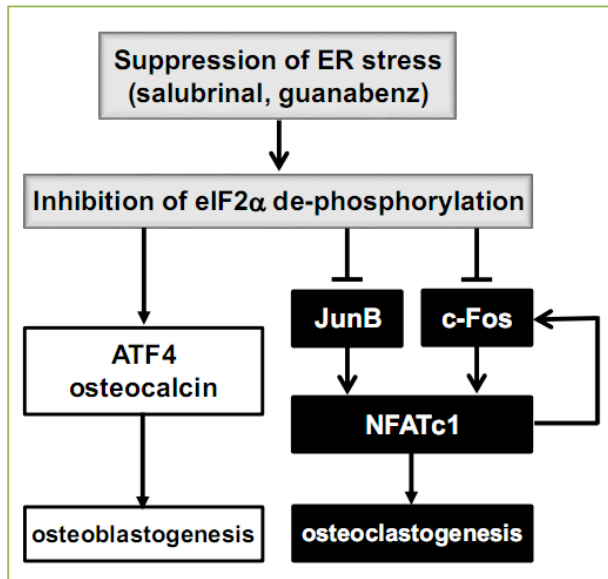 Suppression of ER stress
(salubrinal, guanabenz)
Inhibition of eIF2α de-phosphorylation
JunB
c-Fos
ATF4
osteocalcin
NFATc1
osteoblastogenesis
osteoclastogenesis